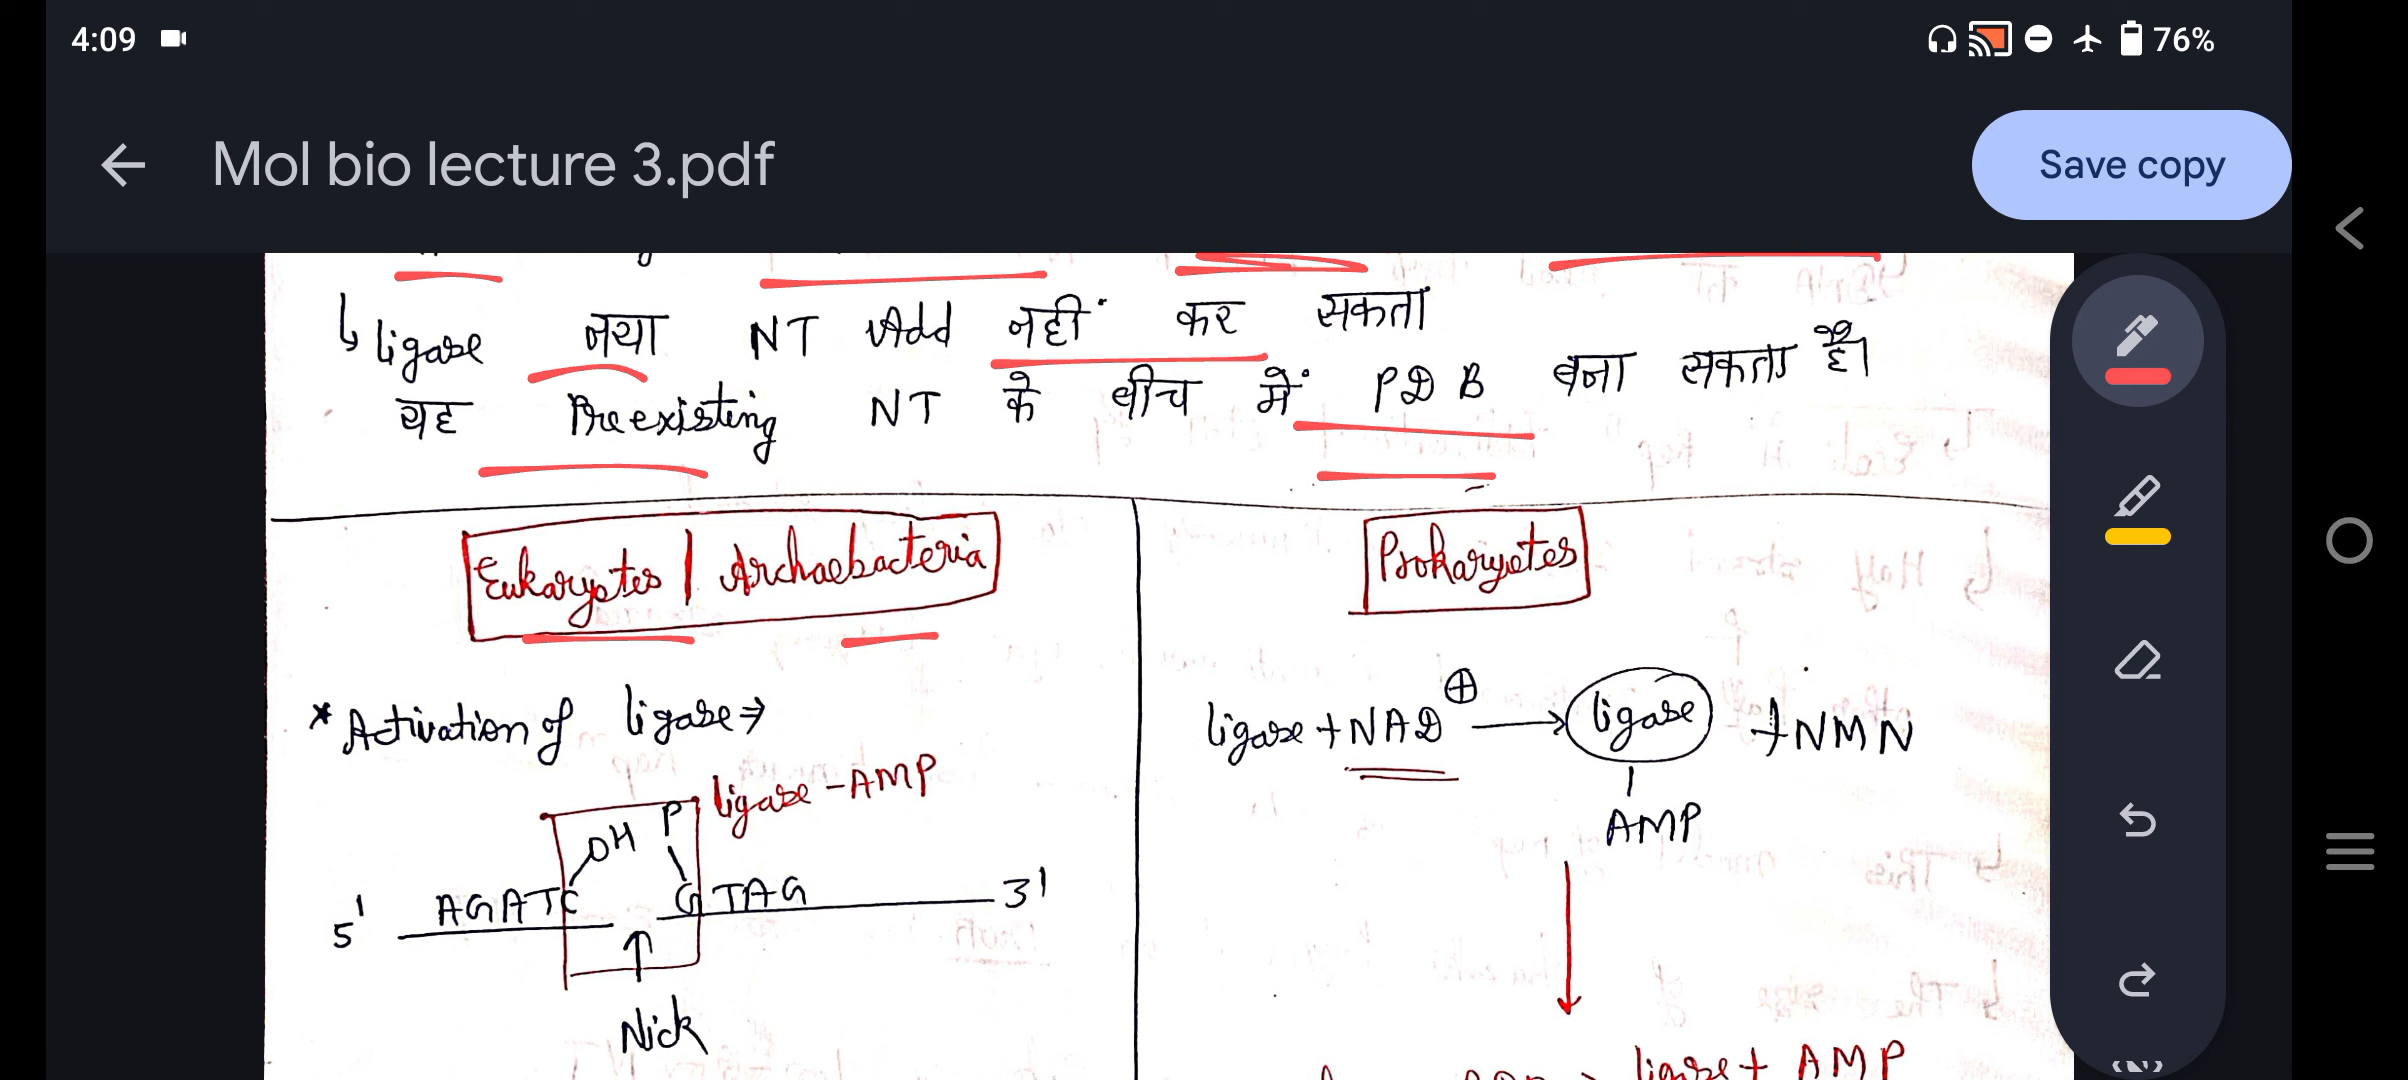 4:09
76%
Mol bio lecture 3.pdf
Save copy
↳ ligase नया NT Add नहीं कर सकता
यह Preexisting NT के बीच में PDB बना सकता है।
Eukaryotes | Archaebacteria
* Activation of ligase ⇒
ligase - AMP
OH P
5' AGATC GTAG 3'
↑
Nick
Prokaryotes
ligase + NAD⊕ → ligase + NMN
AMP
ligase + AMP